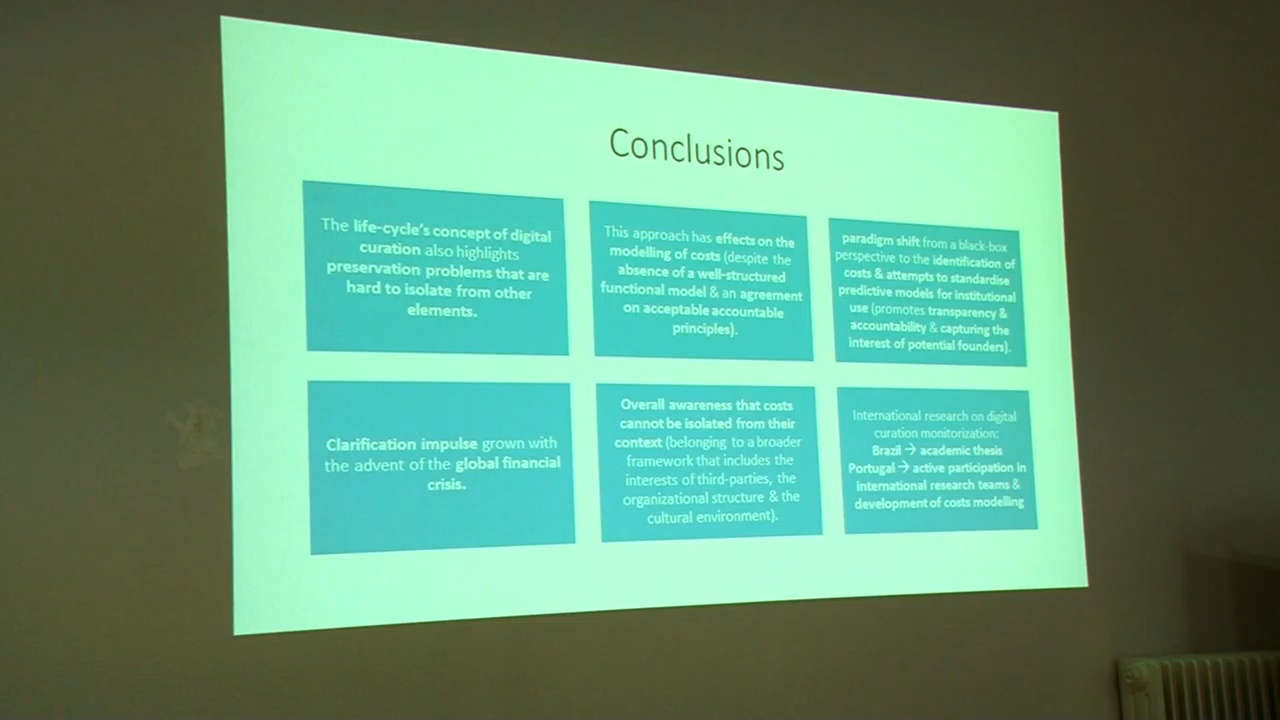 Conclusions
The life-cycle's concept of digital
curation also highlights
preservation problems that are
hard to isolate from other
elements.
This approach has effects on the
modelling of costs (despite the
absence of a well-structured
functional model & an agreement
on acceptable accountable
principles).
paradigm shift from a black-box
perspective to the identification of
costs & attempts to standardise
predictive models for institutional
use (promotes transparency &
accountability & capturing the
interest of potential founders).
Clarification impulse grown with
the advent of the global financial
crisis.
Overall awareness that costs
cannot be isolated from their
context (belonging to a broader
framework that includes the
interests of third-parties, the
organizational structure & the
cultural environment).
International research on digital
curation monitorization:
Brazil → academic thesis
Portugal → active participation in
international research teams &
development of costs modelling